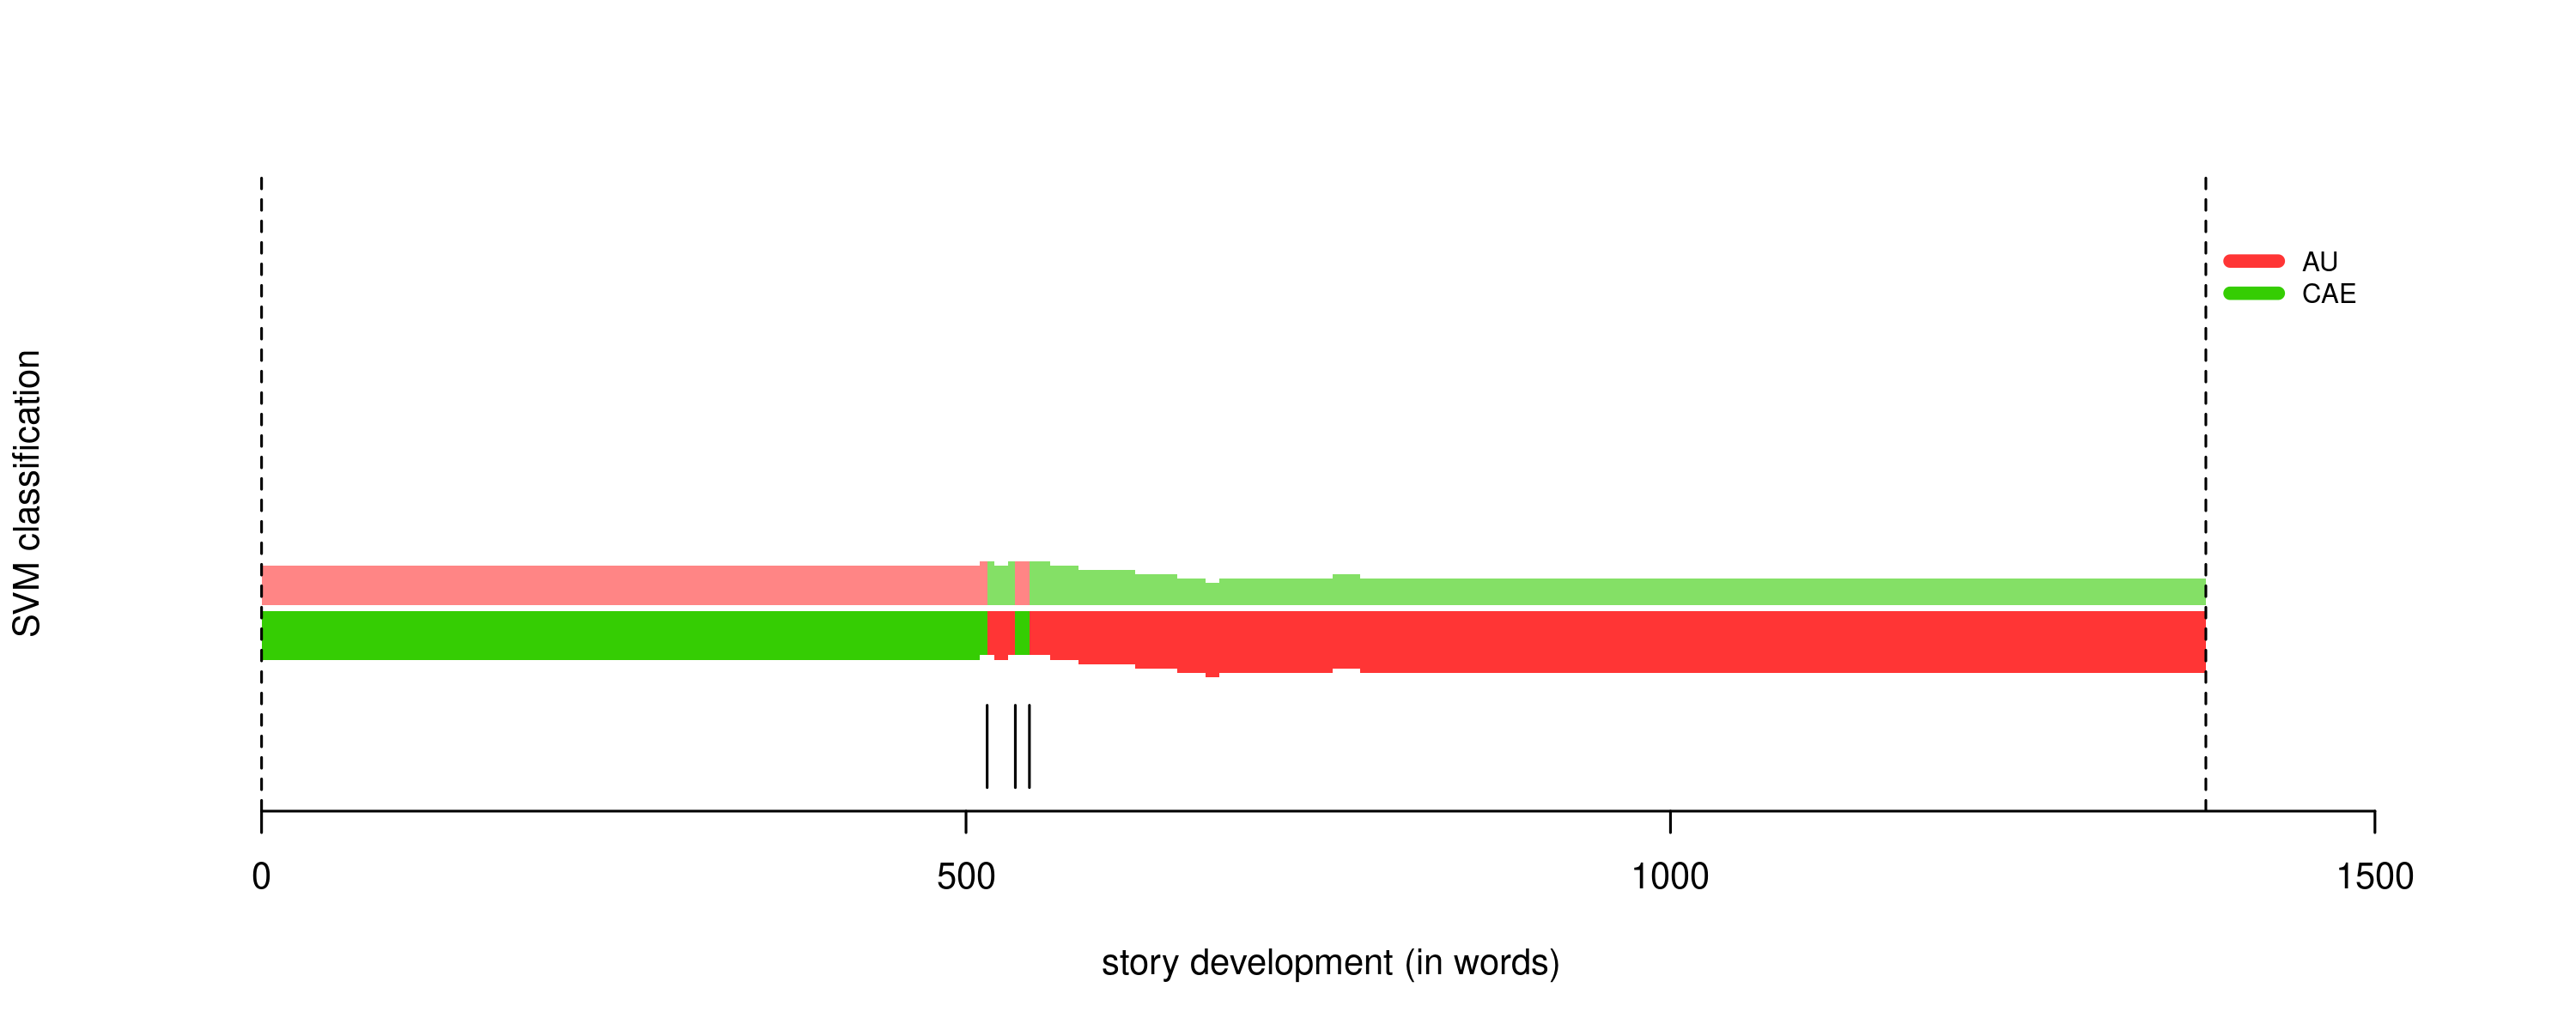 AU
CAE
SVM classification
0 500 1000 1500
story development (in words)